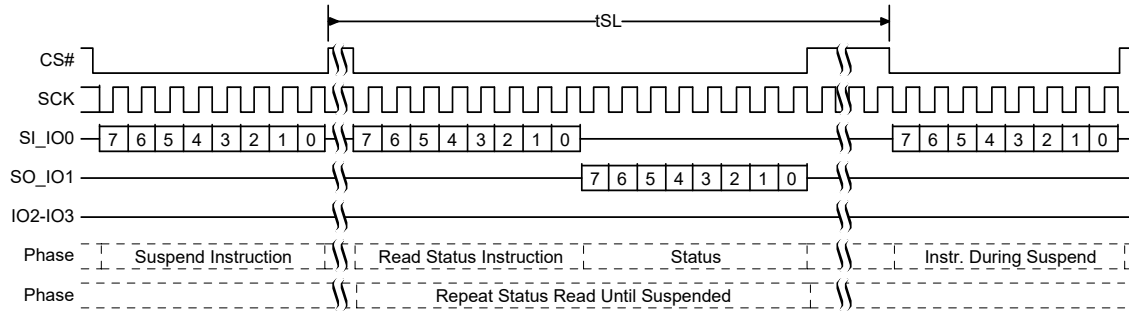 tSL
CS#
SCK
SI_IO0 7 6 5 4 3 2 1 0 7 6 5 4 3 2 1 0 7 6 5 4 3 2 1 0
SO_IO1 7 6 5 4 3 2 1 0
IO2-IO3
Phase Suspend Instruction Read Status Instruction Status Instr. During Suspend
Phase Repeat Status Read Until Suspended